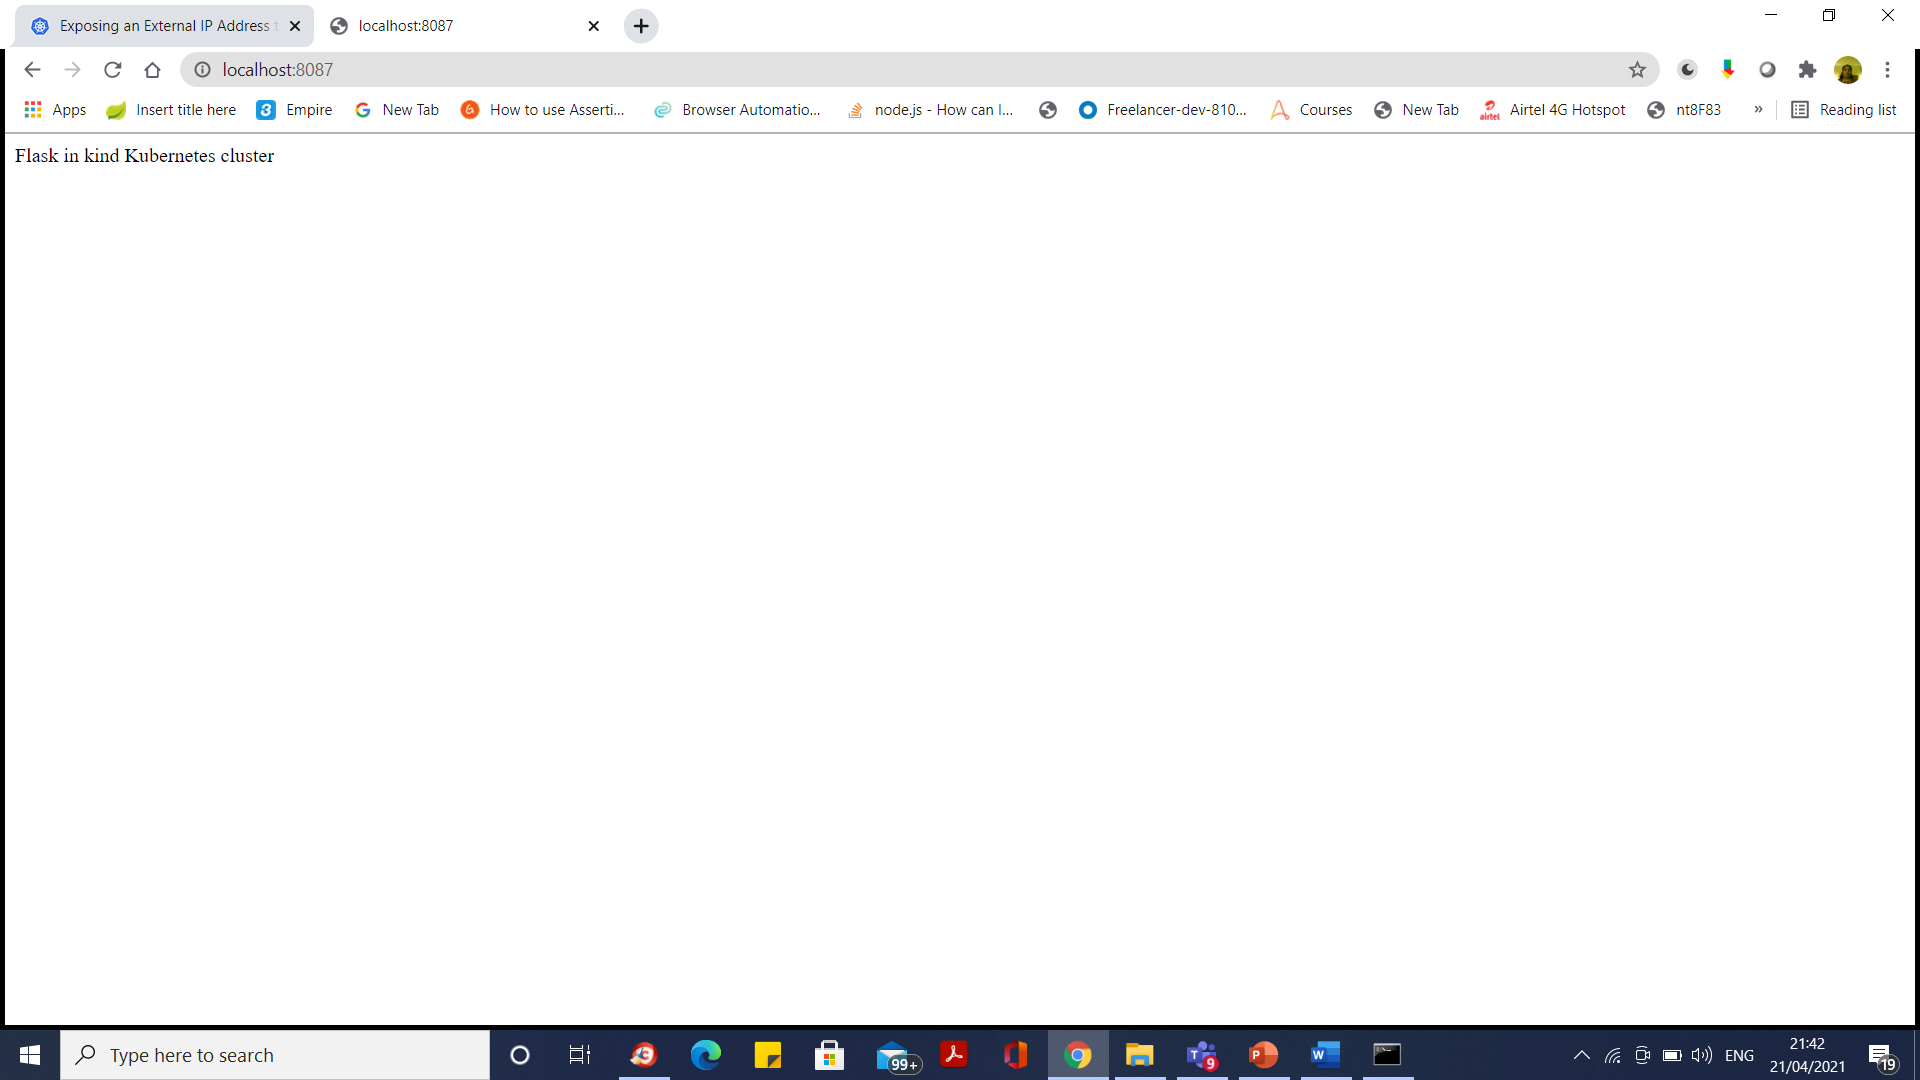 Exposing an External IP Address
localhost:8087
localhost:8087
Apps
Insert title here
Empire
New Tab
How to use Asserti...
Browser Automatio...
node.js - How can I...
Freelancer-dev-810...
Courses
New Tab
airtel
Airtel 4G Hotspot
nt8F83
»
Reading list
Flask in kind Kubernetes cluster
Type here to search
99+
9
ENG
21:42
21/04/2021
19